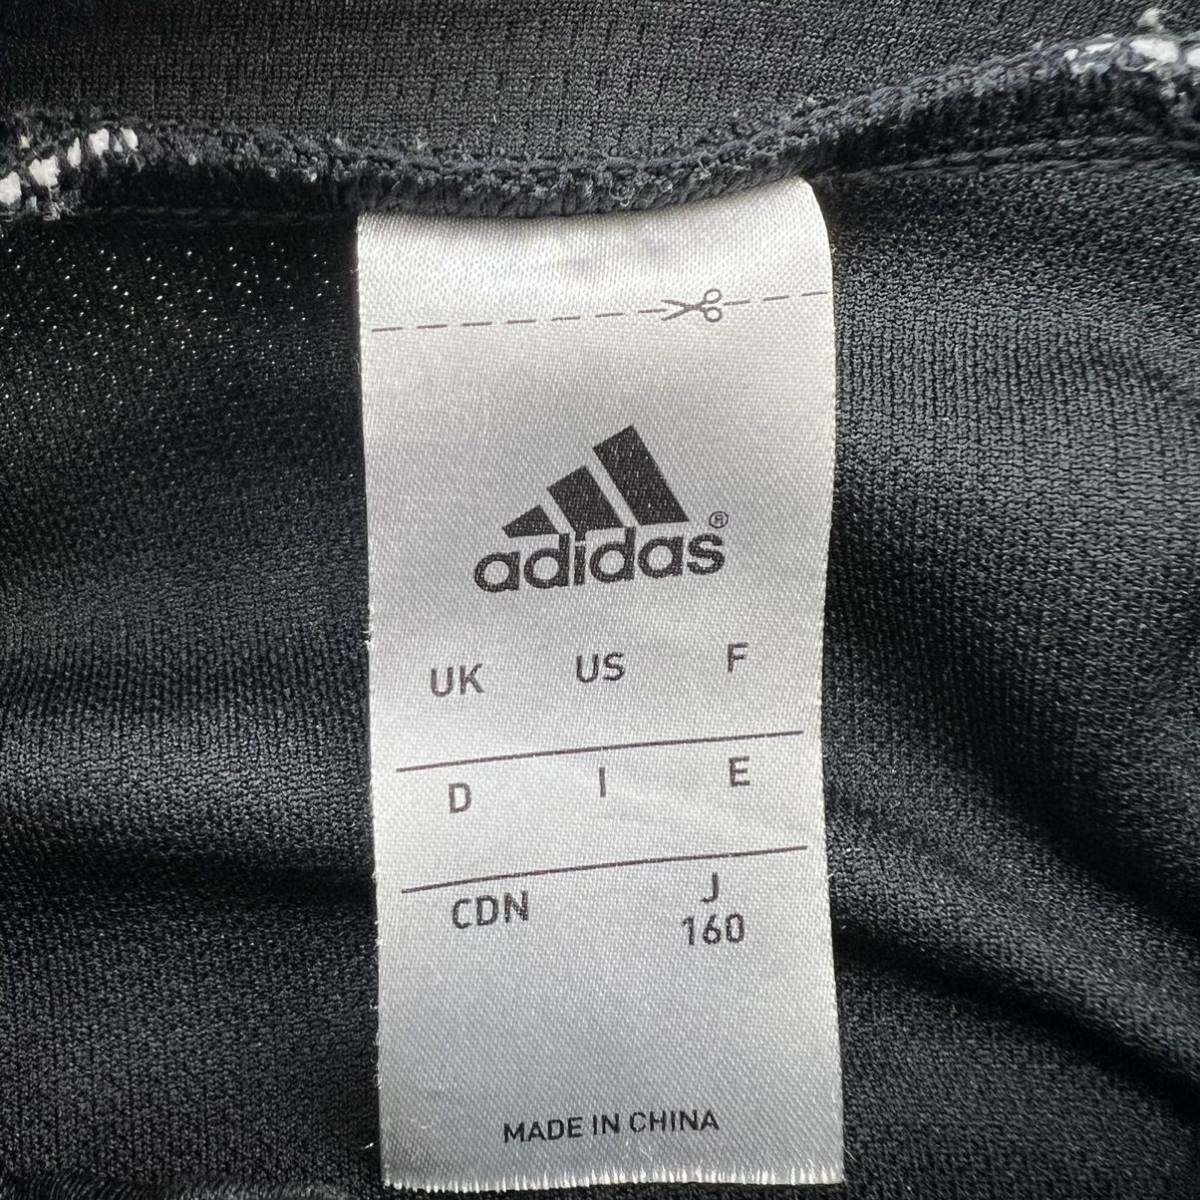 adidas®
UK US F
D I E
CDN J
160
MADE IN CHINA